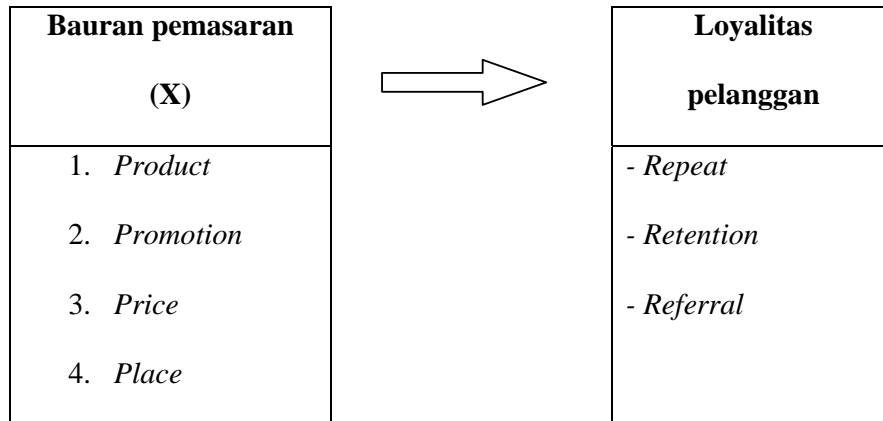 Bauran pemasaran
(X)
1. Product
2. Promotion
3. Price
4. Place
Loyalitas
pelanggan
- Repeat
- Retention
- Referral